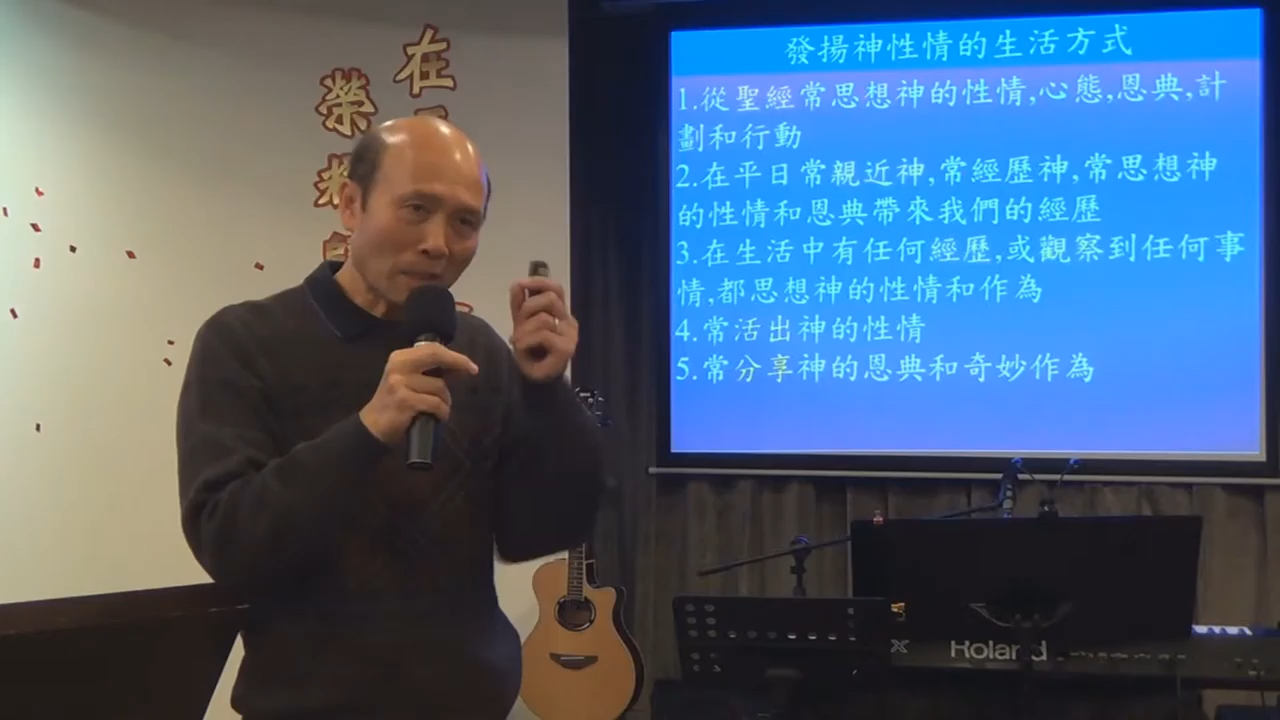 在
榮
發揚神性情的生活方式
1.從聖經常思想神的性情,心態,恩典,計
劃和行動
2.在平日常親近神,常經歷神,常思想神
的性情和恩典帶來我們的經歷
3.在生活中有任何經歷,或觀察到任何事
情,都思想神的性情和作為
4.常活出神的性情
5.常分享神的恩典和奇妙作為
Roland